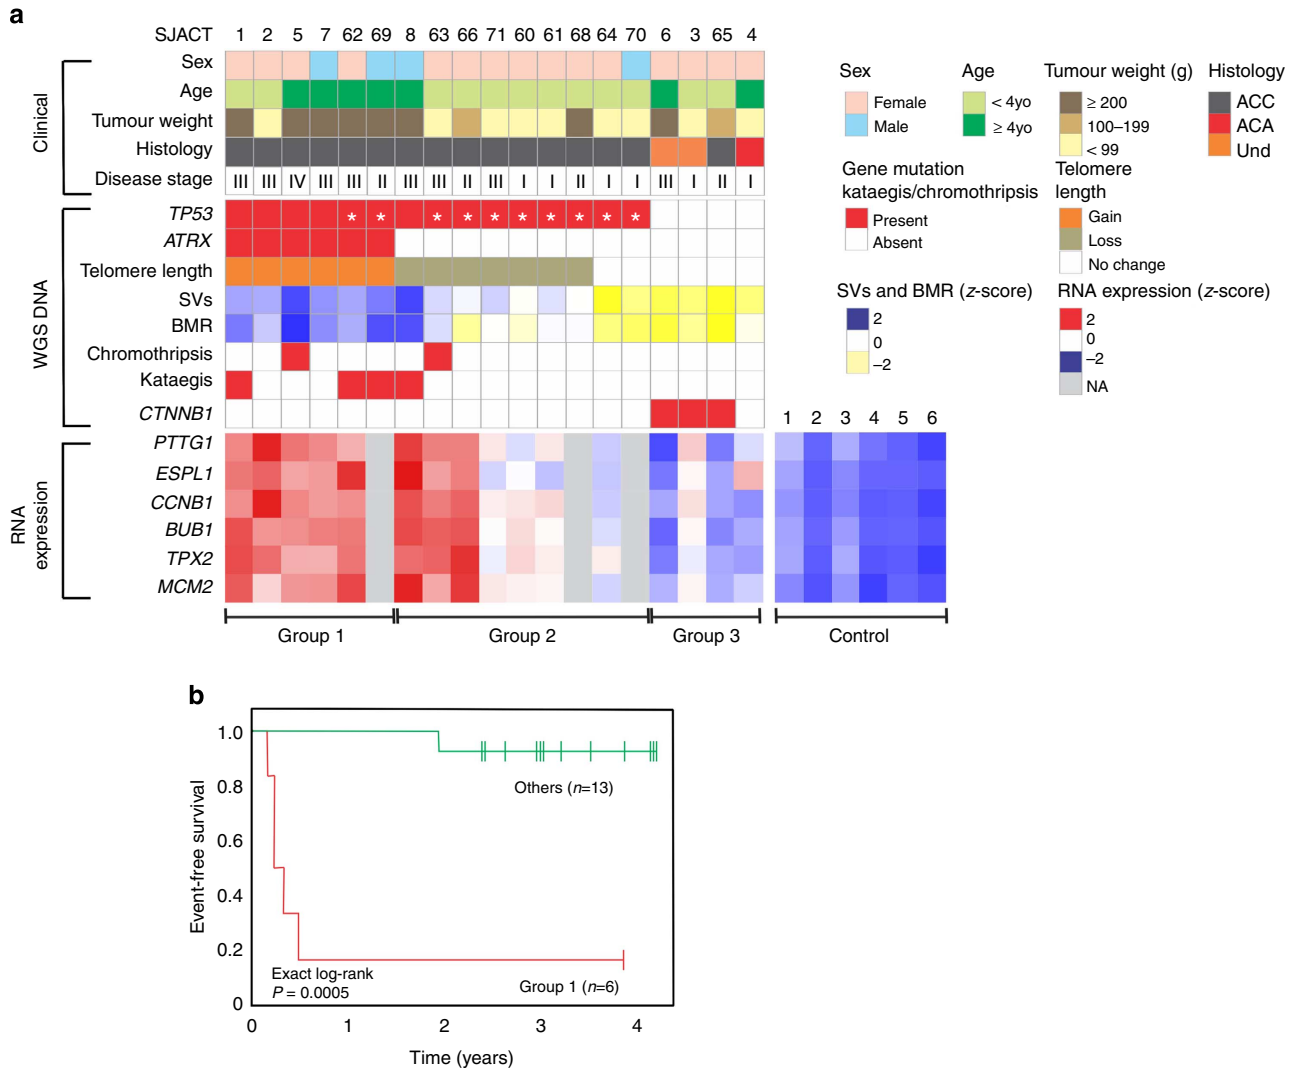 a
SJACT 1 2 5 7 62 69 8 63 66 71 60 61 68 64 70 6 3 65 4
Clinical
Sex
Age
Tumour weight
Histology
Disease stage III III IV III III II III III II III I I II I I III I II I
WGS DNA
TP53 * * * * * * * * * *
ATRX
Telomere length
SVs
BMR
Chromothripsis
Kataegis
CTNNB1
RNA expression
PTTG1
ESPL1
CCNB1
BUB1
TPX2
MCM2
1 2 3 4 5 6
Group 1 Group 2 Group 3 Control
Sex
Female
Male
Age
< 4yo
≥ 4yo
Tumour weight (g)
≥ 200
100–199
< 99
Histology
ACC
ACA
Und
Gene mutation
kataegis/chromothripsis
Present
Absent
Telomere
length
Gain
Loss
No change
SVs and BMR (z-score)
2
0
–2
RNA expression (z-score)
2
0
–2
NA
b
Event-free survival
1.0
0.8
0.6
0.4
0.2
0
Others (n=13)
Exact log-rank
P = 0.0005
Group 1 (n=6)
0 1 2 3 4
Time (years)